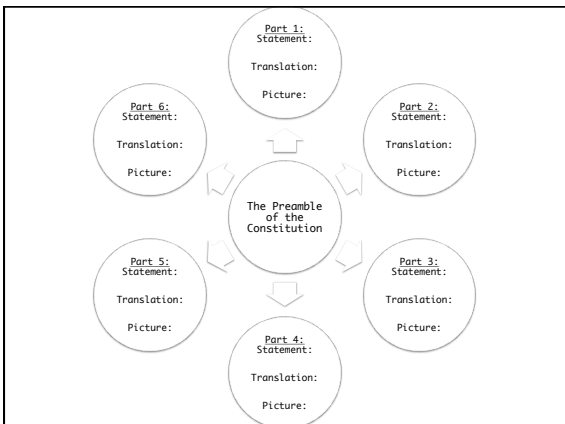 Part 1:
Statement:
Translation:
Picture:
Part 6:
Statement:
Translation:
Picture:
Part 2:
Statement:
Translation:
Picture:
The Preamble
of the
Constitution
Part 5:
Statement:
Translation:
Picture:
Part 3:
Statement:
Translation:
Picture:
Part 4:
Statement:
Translation:
Picture: